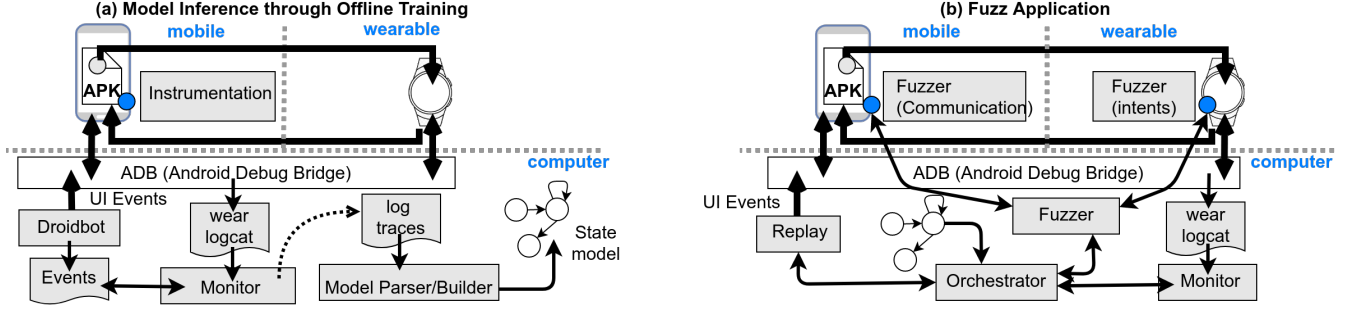 (a) Model Inference through Offline Training
mobile
wearable
APK
Instrumentation
computer
ADB (Android Debug Bridge)
UI Events
Droidbot
wear
logcat
log
traces
State
model
Events
Monitor
Model Parser/Builder
(b) Fuzz Application
mobile
wearable
APK
Fuzzer
(Communication)
Fuzzer
(intents)
computer
ADB (Android Debug Bridge)
UI Events
Replay
Fuzzer
wear
logcat
Orchestrator
Monitor